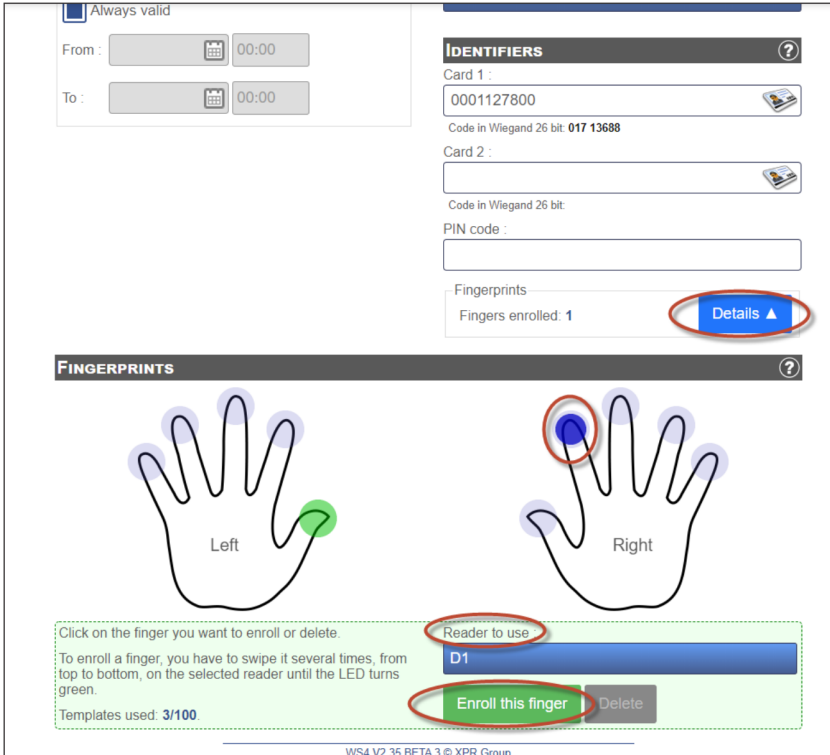 Always valid
From :
00:00
To :
00:00
IDENTIFIERS
?
Card 1 :
0001127800
Code in Wiegand 26 bit: 017 13688
Card 2 :
Code in Wiegand 26 bit:
PIN code :
Fingerprints
Fingers enrolled: 1
Details ▲
FINGERPRINTS
?
Left
Right
Click on the finger you want to enroll or delete.
To enroll a finger, you have to swipe it several times, from
top to bottom, on the selected reader until the LED turns
green.
Templates used: 3/100.
Reader to use :
D1
Enroll this finger
Delete
WS4 V2.35 BETA 3 © XPR Group